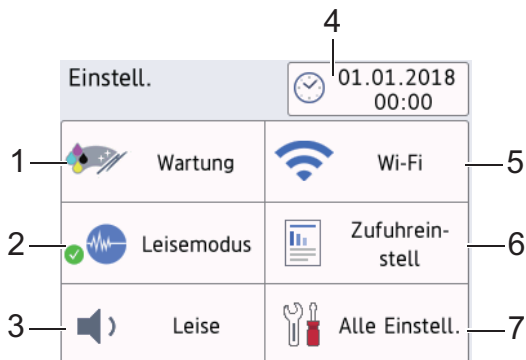 4
Einstell.
01.01.2018
00:00
1
Wartung
Wi-Fi
5
2
Leisemodus
Zufuhrein-
stell
6
3
Leise
Alle Einstell.
7